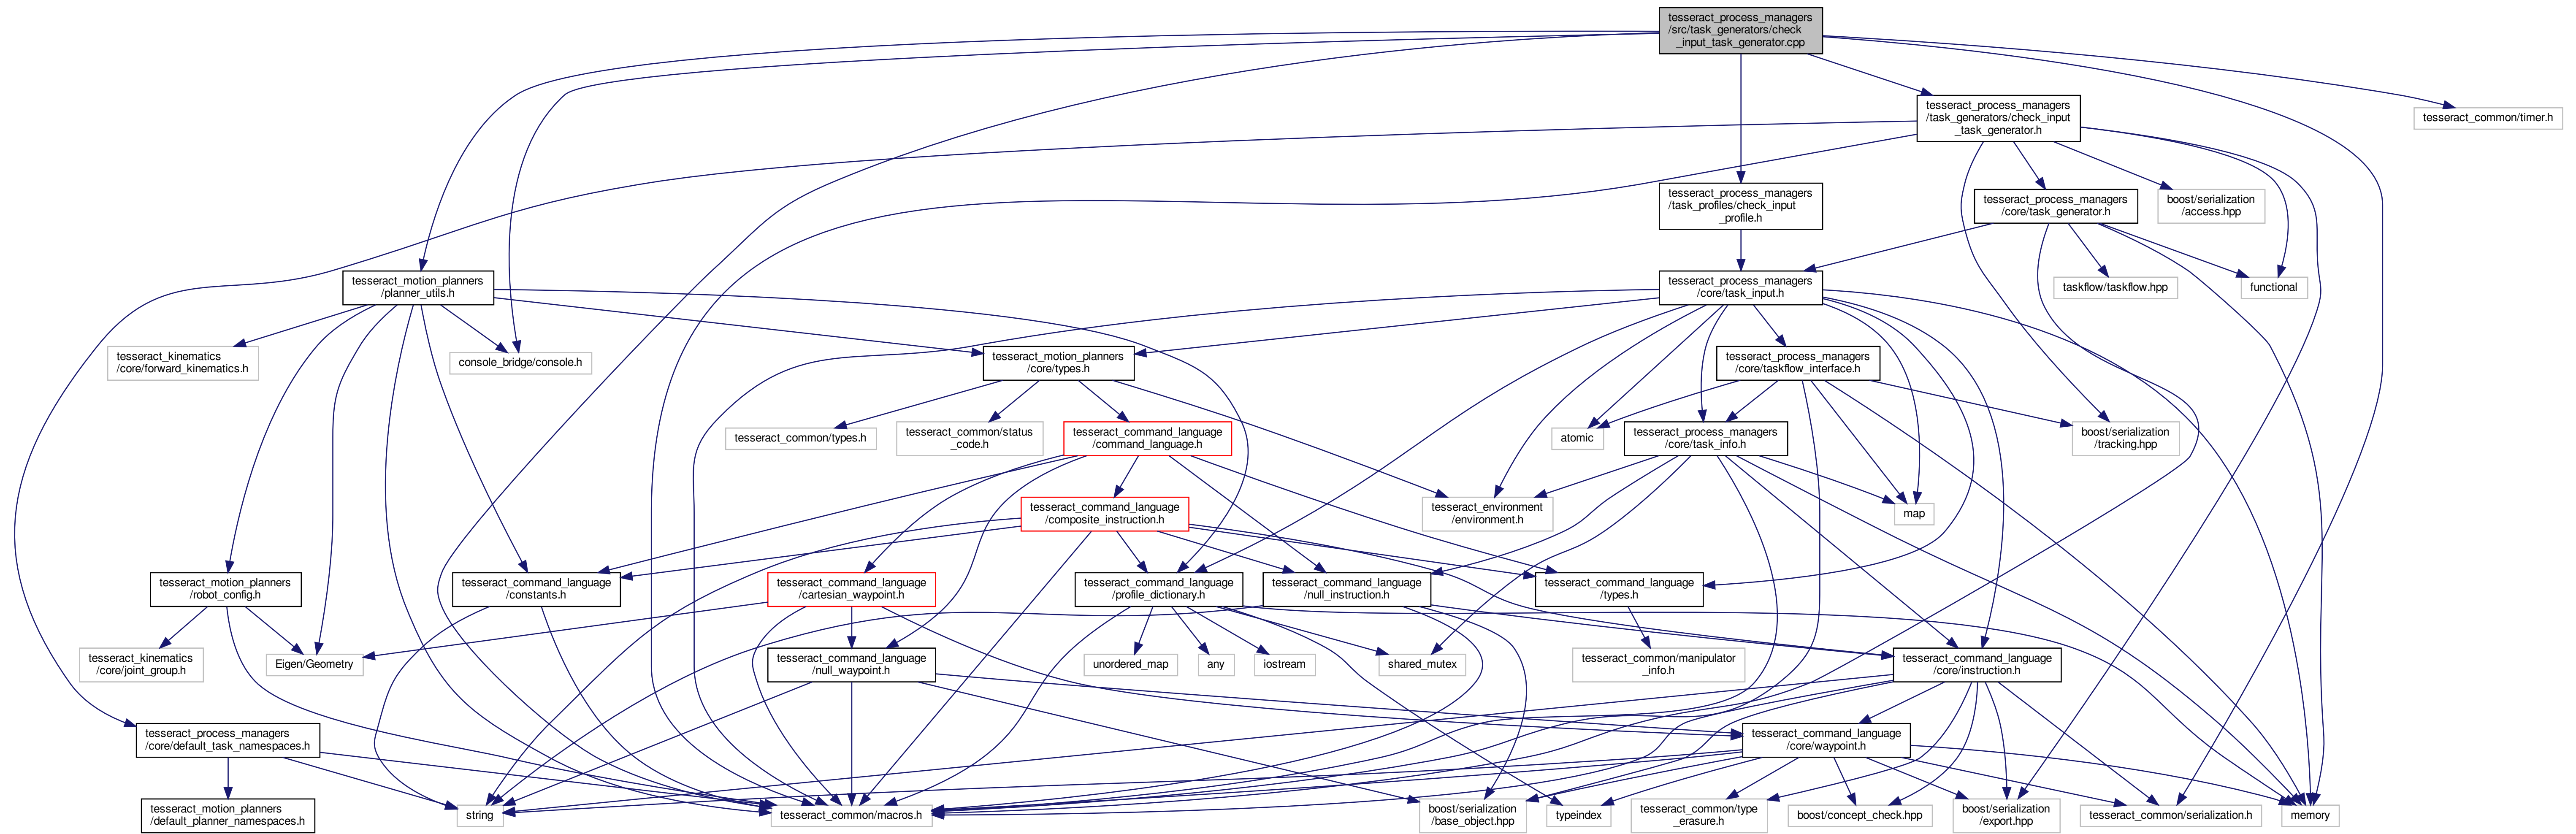 tesseract_process_managers
/src/task_generators/check
_input_task_generator.cpp
tesseract_process_managers
/task_generators/check_input
_task_generator.h
tesseract_common/timer.h
tesseract_process_managers
/task_profiles/check_input
_profile.h
tesseract_process_managers
/core/task_generator.h
boost/serialization
/access.hpp
tesseract_motion_planners
/planner_utils.h
tesseract_process_managers
/core/task_input.h
taskflow/taskflow.hpp
functional
tesseract_kinematics
/core/forward_kinematics.h
console_bridge/console.h
tesseract_motion_planners
/core/types.h
tesseract_process_managers
/core/taskflow_interface.h
tesseract_common/types.h
tesseract_common/status
_code.h
tesseract_command_language
/command_language.h
atomic
tesseract_process_managers
/core/task_info.h
boost/serialization
/tracking.hpp
tesseract_command_language
/composite_instruction.h
tesseract_environment
/environment.h
map
tesseract_motion_planners
/robot_config.h
tesseract_command_language
/constants.h
tesseract_command_language
/cartesian_waypoint.h
tesseract_command_language
/profile_dictionary.h
tesseract_command_language
/null_instruction.h
tesseract_command_language
/types.h
tesseract_kinematics
/core/joint_group.h
Eigen/Geometry
tesseract_command_language
/null_waypoint.h
unordered_map
any
iostream
shared_mutex
tesseract_common/manipulator
_info.h
tesseract_command_language
/core/instruction.h
tesseract_process_managers
/core/default_task_namespaces.h
tesseract_command_language
/core/waypoint.h
tesseract_motion_planners
/default_planner_namespaces.h
string
tesseract_common/macros.h
boost/serialization
/base_object.hpp
typeindex
tesseract_common/type
_erasure.h
boost/concept_check.hpp
boost/serialization
/export.hpp
tesseract_common/serialization.h
memory